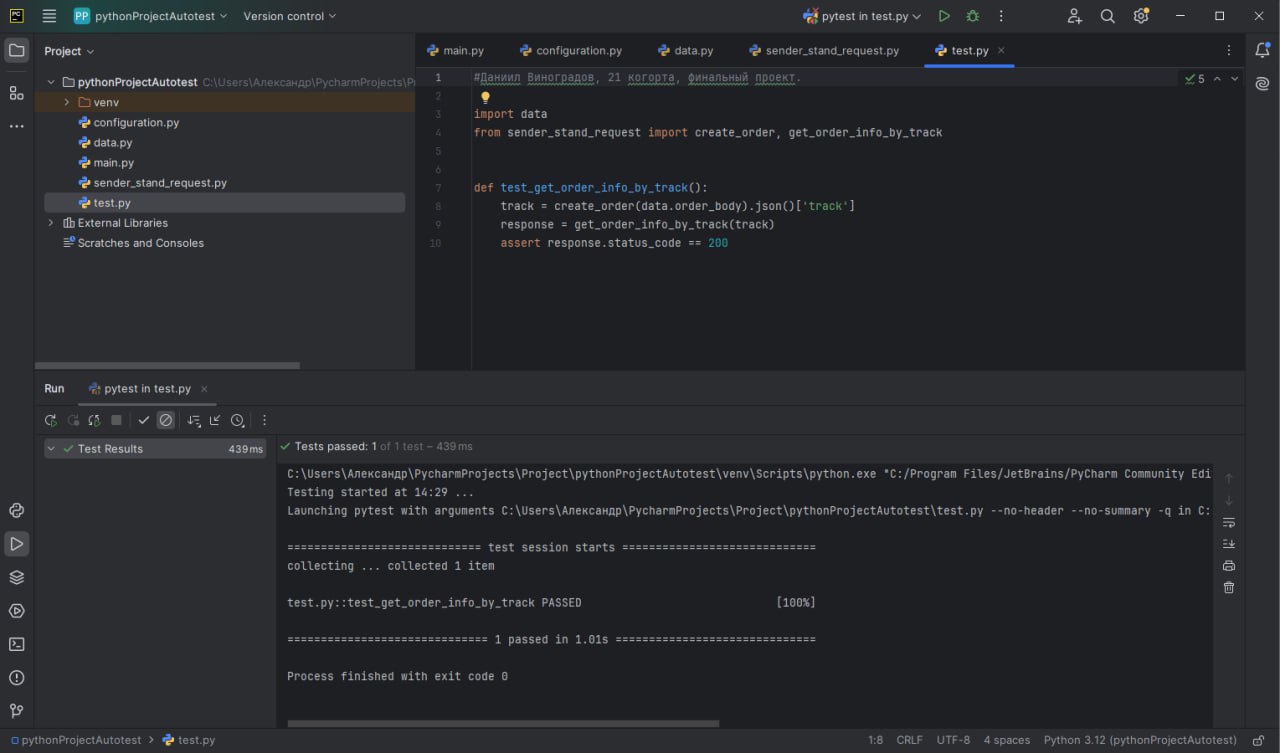 PC
PP pythonProjectAutotest Version control pytest in test.py
Project
main.py configuration.py data.py sender_stand_request.py test.py
pythonProjectAutotest C:\Users\Александр\PycharmProjects\P
venv
configuration.py
data.py
main.py
sender_stand_request.py
test.py
External Libraries
Scratches and Consoles
1 #Даниил Виноградов, 21 когорта, финальный проект. 5
2
3 import data
4 from sender_stand_request import create_order, get_order_info_by_track
5
6
7 def test_get_order_info_by_track():
8 track = create_order(data.order_body).json()['track']
9 response = get_order_info_by_track(track)
10 assert response.status_code == 200
Run pytest in test.py
Test Results 439 ms
Tests passed: 1 of 1 test – 439 ms
C:\Users\Александр\PycharmProjects\Project\pythonProjectAutotest\venv\Scripts\python.exe "C:/Program Files/JetBrains/PyCharm Community Edi
Testing started at 14:29 ...
Launching pytest with arguments C:\Users\Александр\PycharmProjects\Project\pythonProjectAutotest\test.py --no-header --no-summary -q in C:
============================= test session starts =============================
collecting ... collected 1 item
test.py::test_get_order_info_by_track PASSED [100%]
============================== 1 passed in 1.01s ==============================
Process finished with exit code 0
pythonProjectAutotest test.py 1:8 CRLF UTF-8 4 spaces Python 3.12 (pythonProjectAutotest)